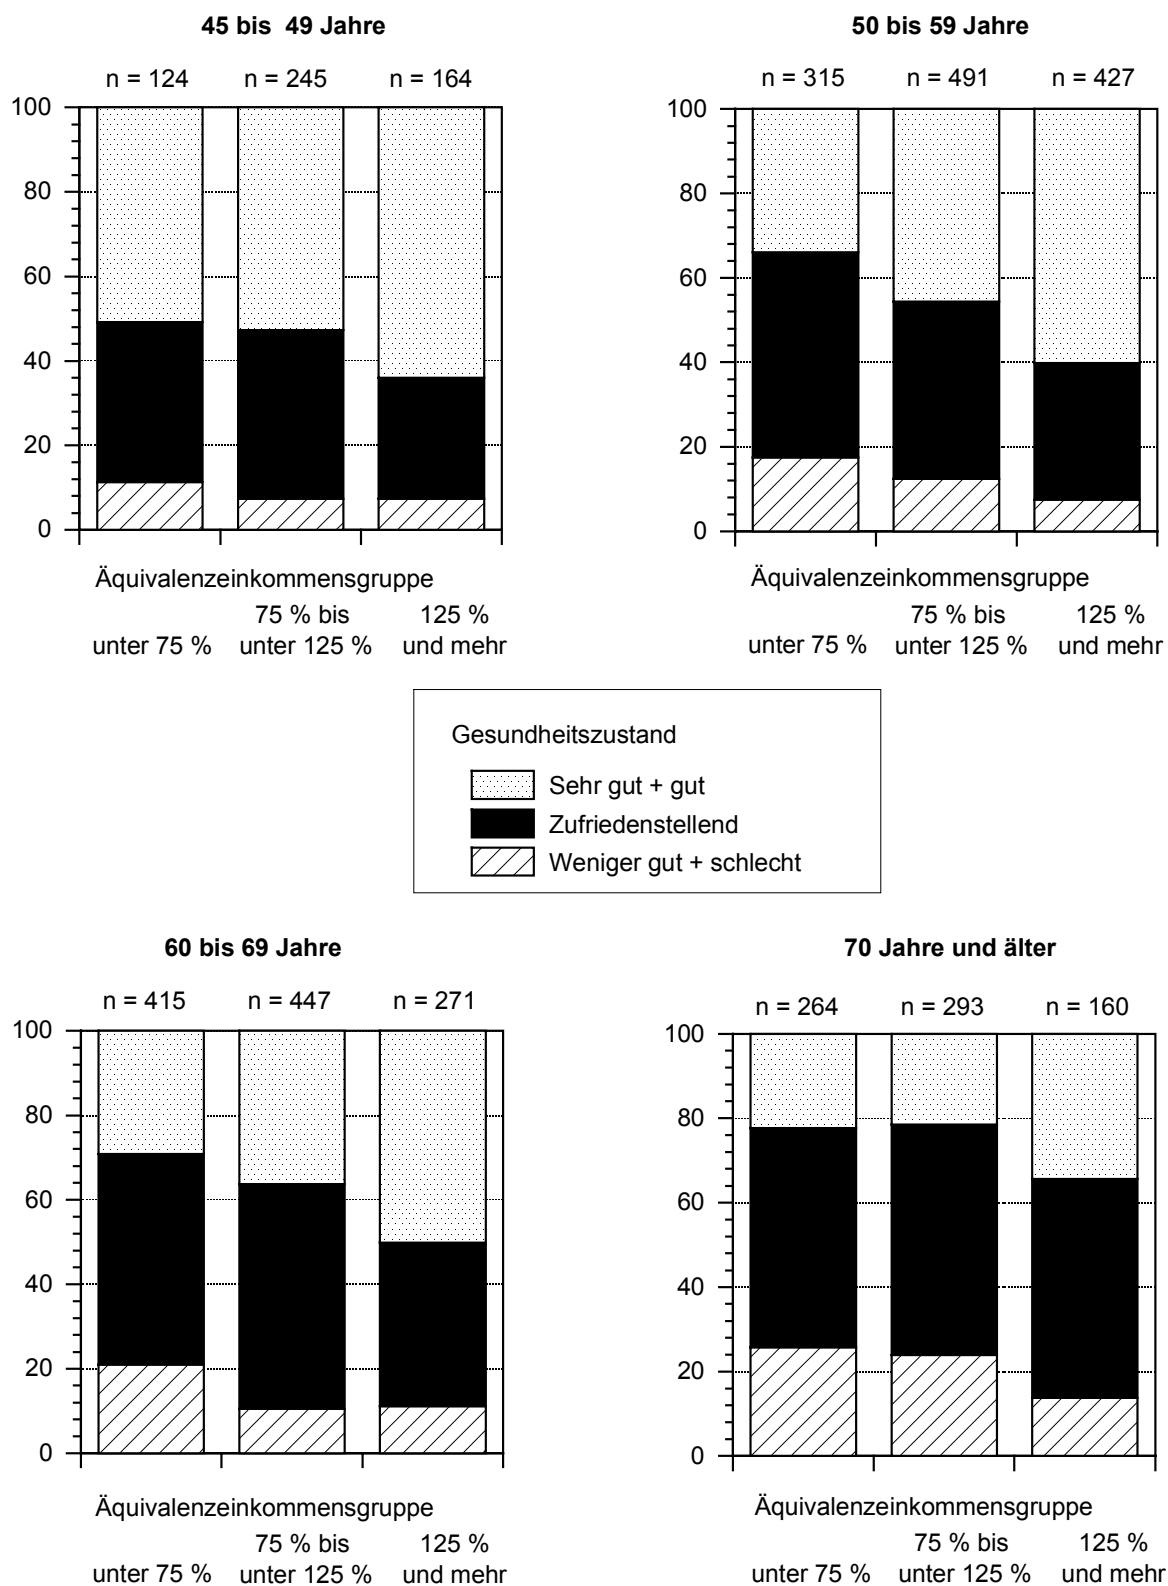 45 bis 49 Jahre
n = 124 n = 245 n = 164
100
80
60
40
20
0
Äquivalenzeinkommensgruppe
75 % bis 125 %
unter 75 % unter 125 % und mehr
50 bis 59 Jahre
n = 315 n = 491 n = 427
100
80
60
40
20
0
Äquivalenzeinkommensgruppe
75 % bis 125 %
unter 75 % unter 125 % und mehr
Gesundheitszustand
Sehr gut + gut
Zufriedenstellend
Weniger gut + schlecht
60 bis 69 Jahre
n = 415 n = 447 n = 271
100
80
60
40
20
0
Äquivalenzeinkommensgruppe
75 % bis 125 %
unter 75 % unter 125 % und mehr
70 Jahre und älter
n = 264 n = 293 n = 160
100
80
60
40
20
0
Äquivalenzeinkommensgruppe
75 % bis 125 %
unter 75 % unter 125 % und mehr